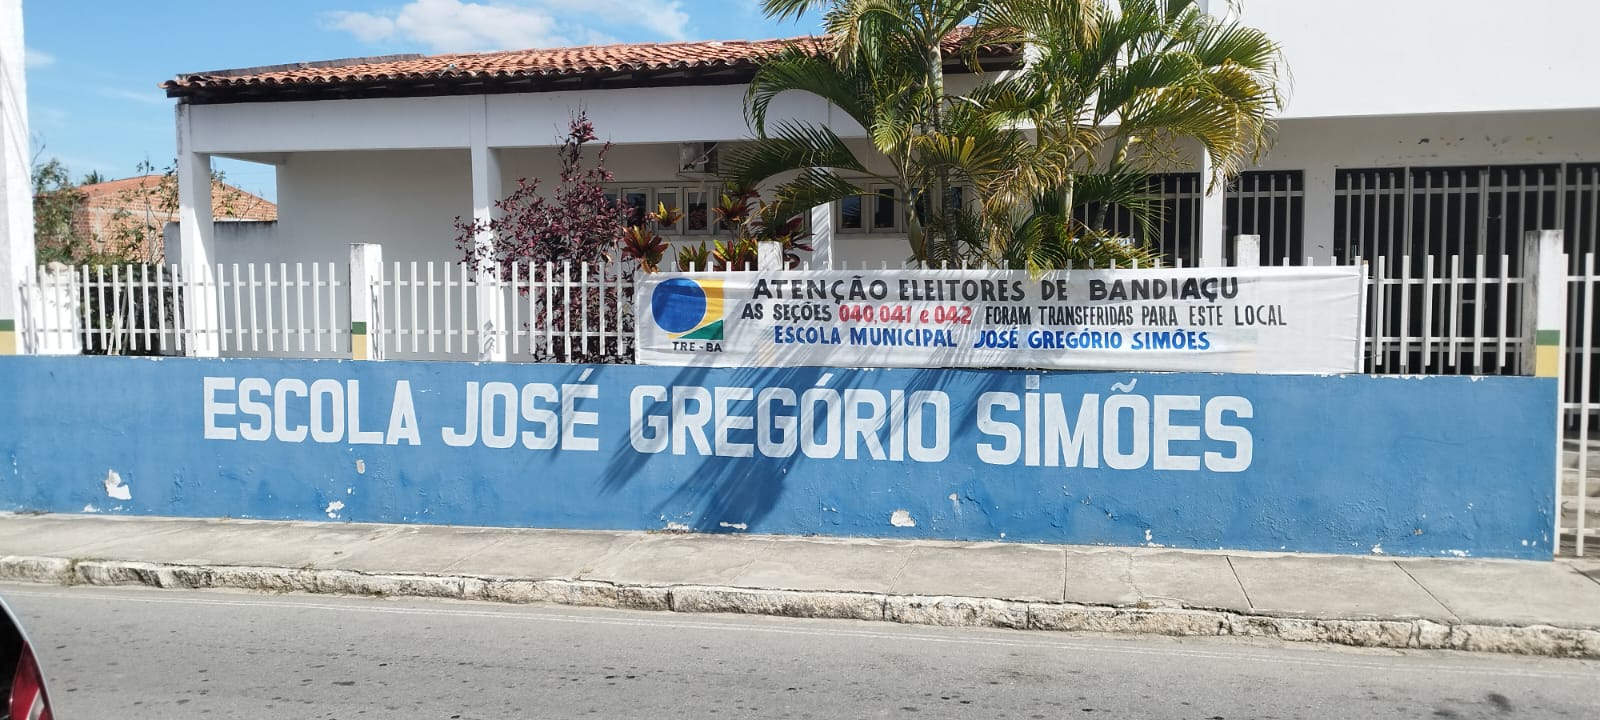 ATENÇÃO ELEITORES DE BANDIAÇU
AS SEÇÕES 040,041 e 042 FORAM TRANSFERIDAS PARA ESTE LOCAL
ESCOLA MUNICIPAL JOSÉ GREGÓRIO SIMÕES
TRE-BA
ESCOLA JOSÉ GREGÓRIO SIMÕES